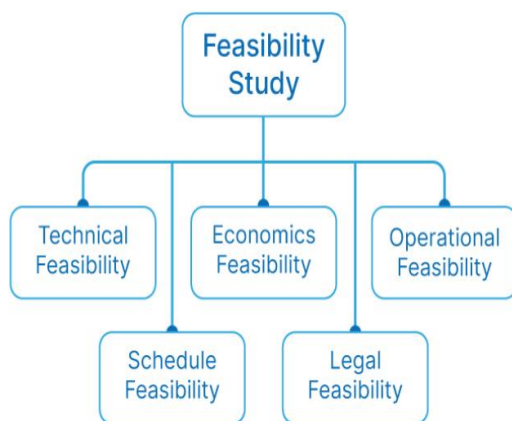 Feasibility
Study
Technical
Feasibility
Economics
Feasibility
Operational
Feasibility
Schedule
Feasibility
Legal
Feasibility